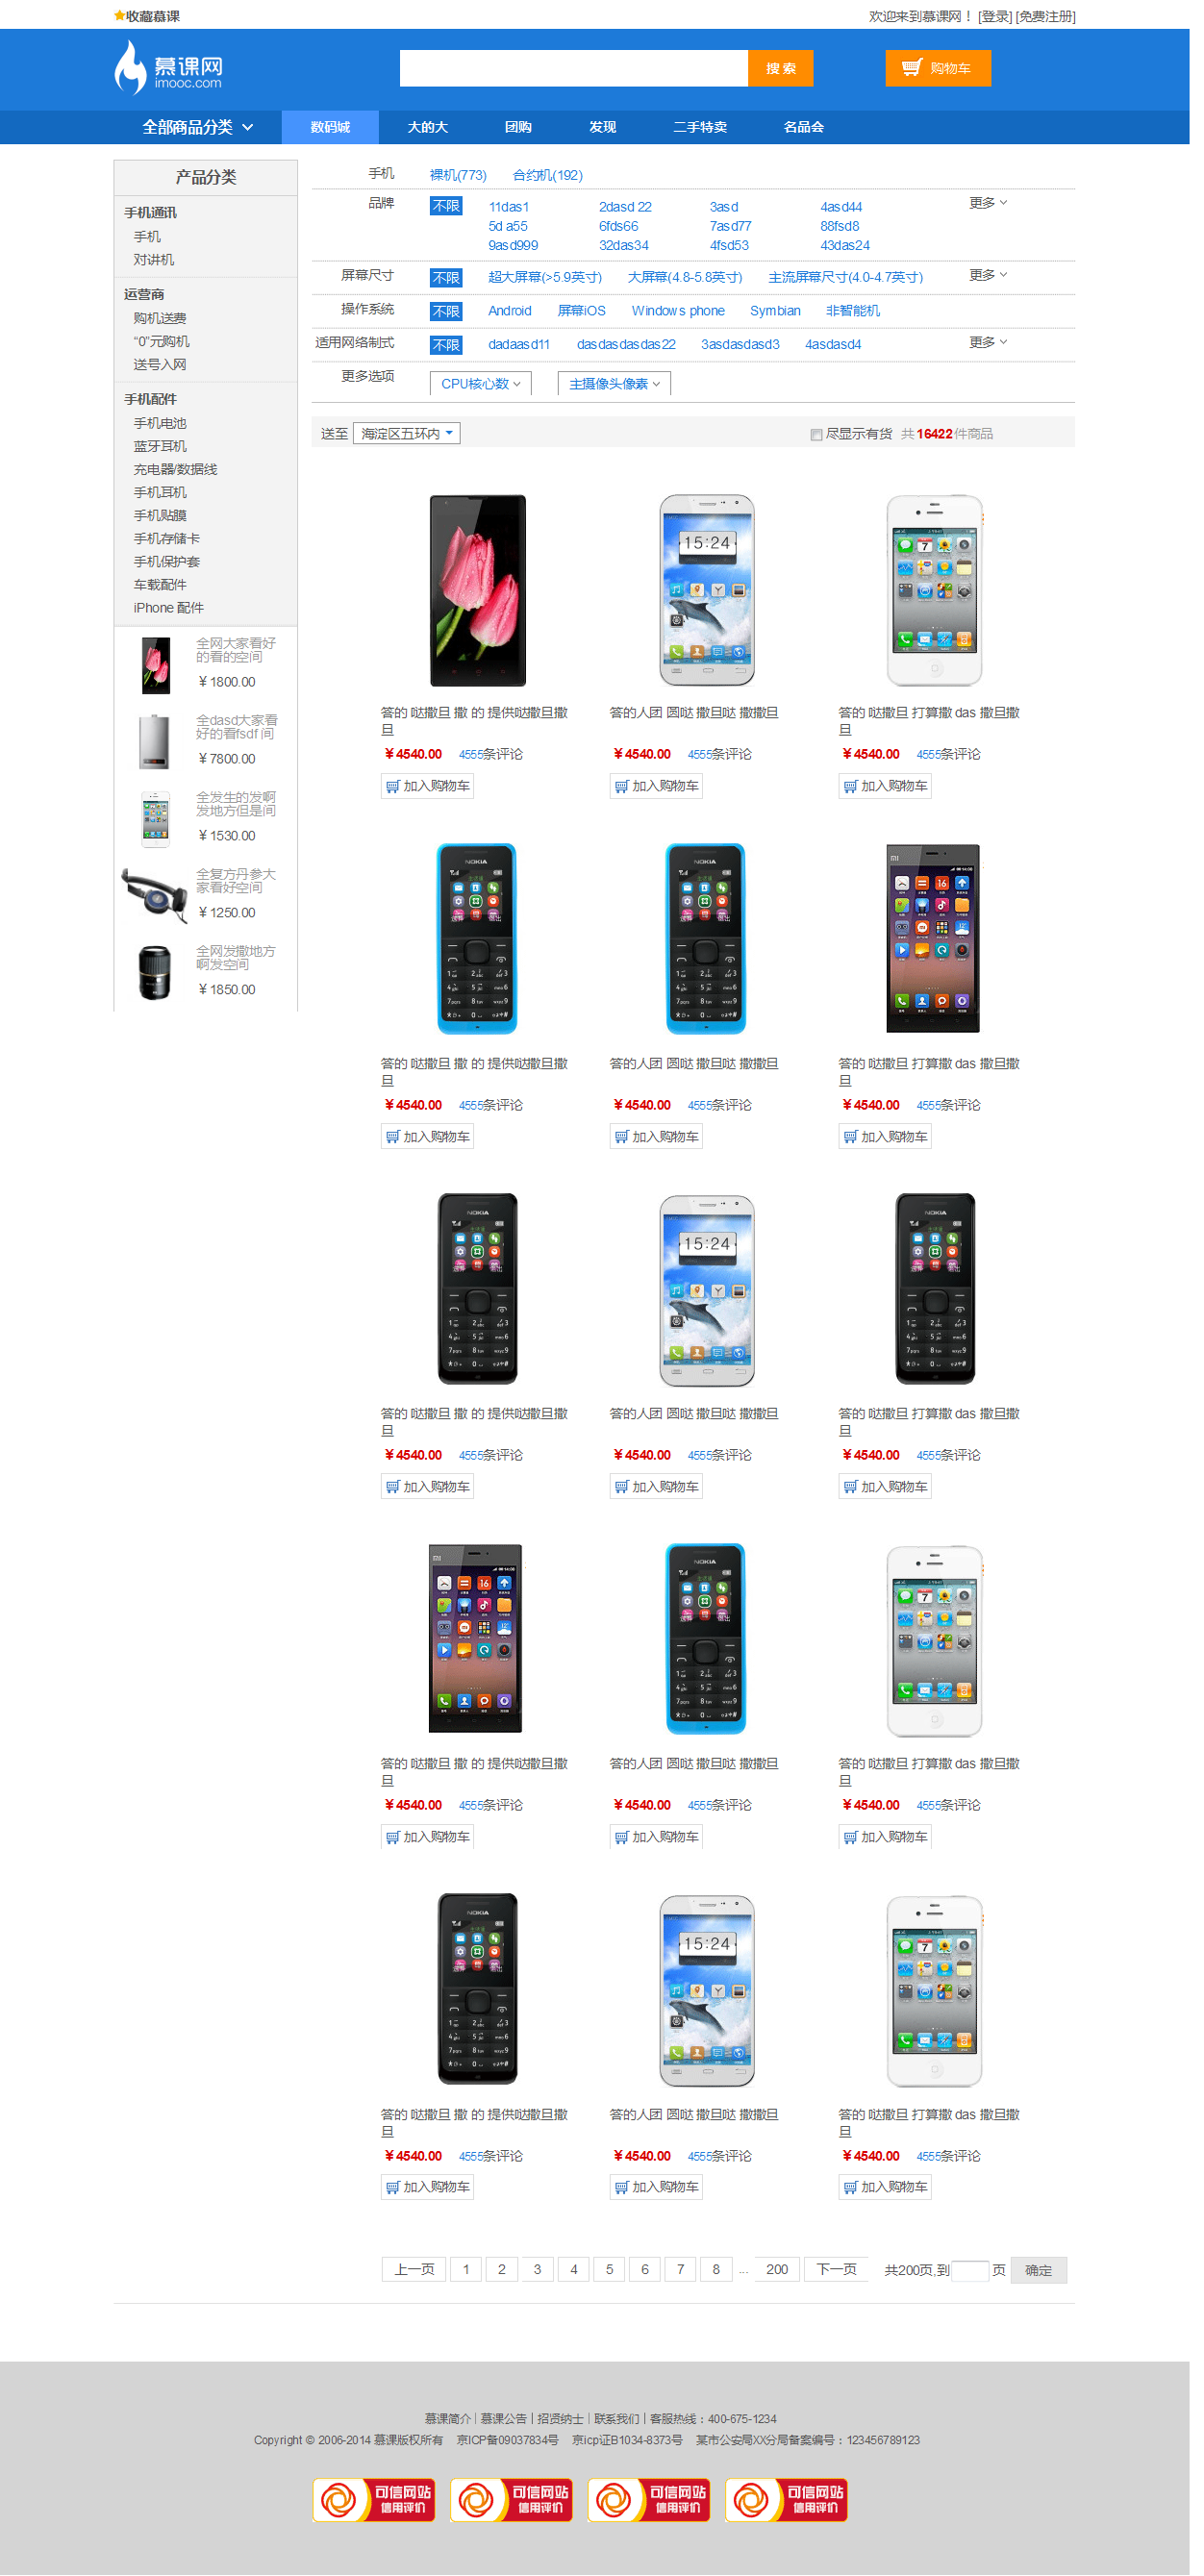 收藏慕课
欢迎来到慕课网！ [登录] [免费注册]
慕课网
imooc.com
搜 索
购物车
全部商品分类
数码城
大的大
团购
发现
二手特卖
名品会
产品分类
手机通讯
手机
对讲机
运营商
购机送费
“0”元购机
送号入网
手机配件
手机电池
蓝牙耳机
充电器/数据线
手机耳机
手机贴膜
手机存储卡
手机保护套
车载配件
iPhone 配件
全网大家看好
的看的空间
¥ 1800.00
全dasd大家看
好的看fsdf 间
¥ 7800.00
全发生的发啊
发地方但是间
¥ 1530.00
全复方丹参大
家看好空间
¥ 1250.00
全网发撒地方
啊发空间
¥ 1850.00
手机 裸机(773) 合约机(192)
品牌 不限 11das1 2dasd 22 3asd 4asd44 更多
5d a55 6fds66 7asd77 88fsd8
9asd999 32das34 4fsd53 43das24
屏幕尺寸 不限 超大屏幕(>5.9英寸) 大屏幕(4.8-5.8英寸) 主流屏幕尺寸(4.0-4.7英寸) 更多
操作系统 不限 Android 屏幕iOS Windows phone Symbian 非智能机
适用网络制式 不限 dadaasd11 dasdasdasdas22 3asdasdasd3 4asdasd4 更多
更多选项 CPU核心数 主摄像头像素
送至 海淀区五环内 尽显示有货 共16422件商品
15:24
答的 哒撒旦 撒 的 提供哒撒旦撒
旦
¥ 4540.00 4555条评论
加入购物车
答的人团 圆哒 撒旦哒 撒撒旦
¥ 4540.00 4555条评论
加入购物车
答的 哒撒旦 打算撒 das 撒旦撒
旦
¥ 4540.00 4555条评论
加入购物车
NOKIA
NOKIA
答的 哒撒旦 撒 的 提供哒撒旦撒
旦
¥ 4540.00 4555条评论
加入购物车
答的人团 圆哒 撒旦哒 撒撒旦
¥ 4540.00 4555条评论
加入购物车
答的 哒撒旦 打算撒 das 撒旦撒
旦
¥ 4540.00 4555条评论
加入购物车
NOKIA
15:24
NOKIA
答的 哒撒旦 撒 的 提供哒撒旦撒
旦
¥ 4540.00 4555条评论
加入购物车
答的人团 圆哒 撒旦哒 撒撒旦
¥ 4540.00 4555条评论
加入购物车
答的 哒撒旦 打算撒 das 撒旦撒
旦
¥ 4540.00 4555条评论
加入购物车
NOKIA
答的 哒撒旦 撒 的 提供哒撒旦撒
旦
¥ 4540.00 4555条评论
加入购物车
答的人团 圆哒 撒旦哒 撒撒旦
¥ 4540.00 4555条评论
加入购物车
答的 哒撒旦 打算撒 das 撒旦撒
旦
¥ 4540.00 4555条评论
加入购物车
NOKIA
15:24
答的 哒撒旦 撒 的 提供哒撒旦撒
旦
¥ 4540.00 4555条评论
加入购物车
答的人团 圆哒 撒旦哒 撒撒旦
¥ 4540.00 4555条评论
加入购物车
答的 哒撒旦 打算撒 das 撒旦撒
旦
¥ 4540.00 4555条评论
加入购物车
上一页 1 2 3 4 5 6 7 8 ... 200 下一页 共200页,到 页 确定
慕课简介 | 慕课公告 | 招贤纳士 | 联系我们 | 客服热线：400-675-1234
Copyright © 2006-2014 慕课版权所有 京ICP备09037834号 京icp证B1034-8373号 某市公安局XX分局备案编号：123456789123
可信网站
信用评价
可信网站
信用评价
可信网站
信用评价
可信网站
信用评价